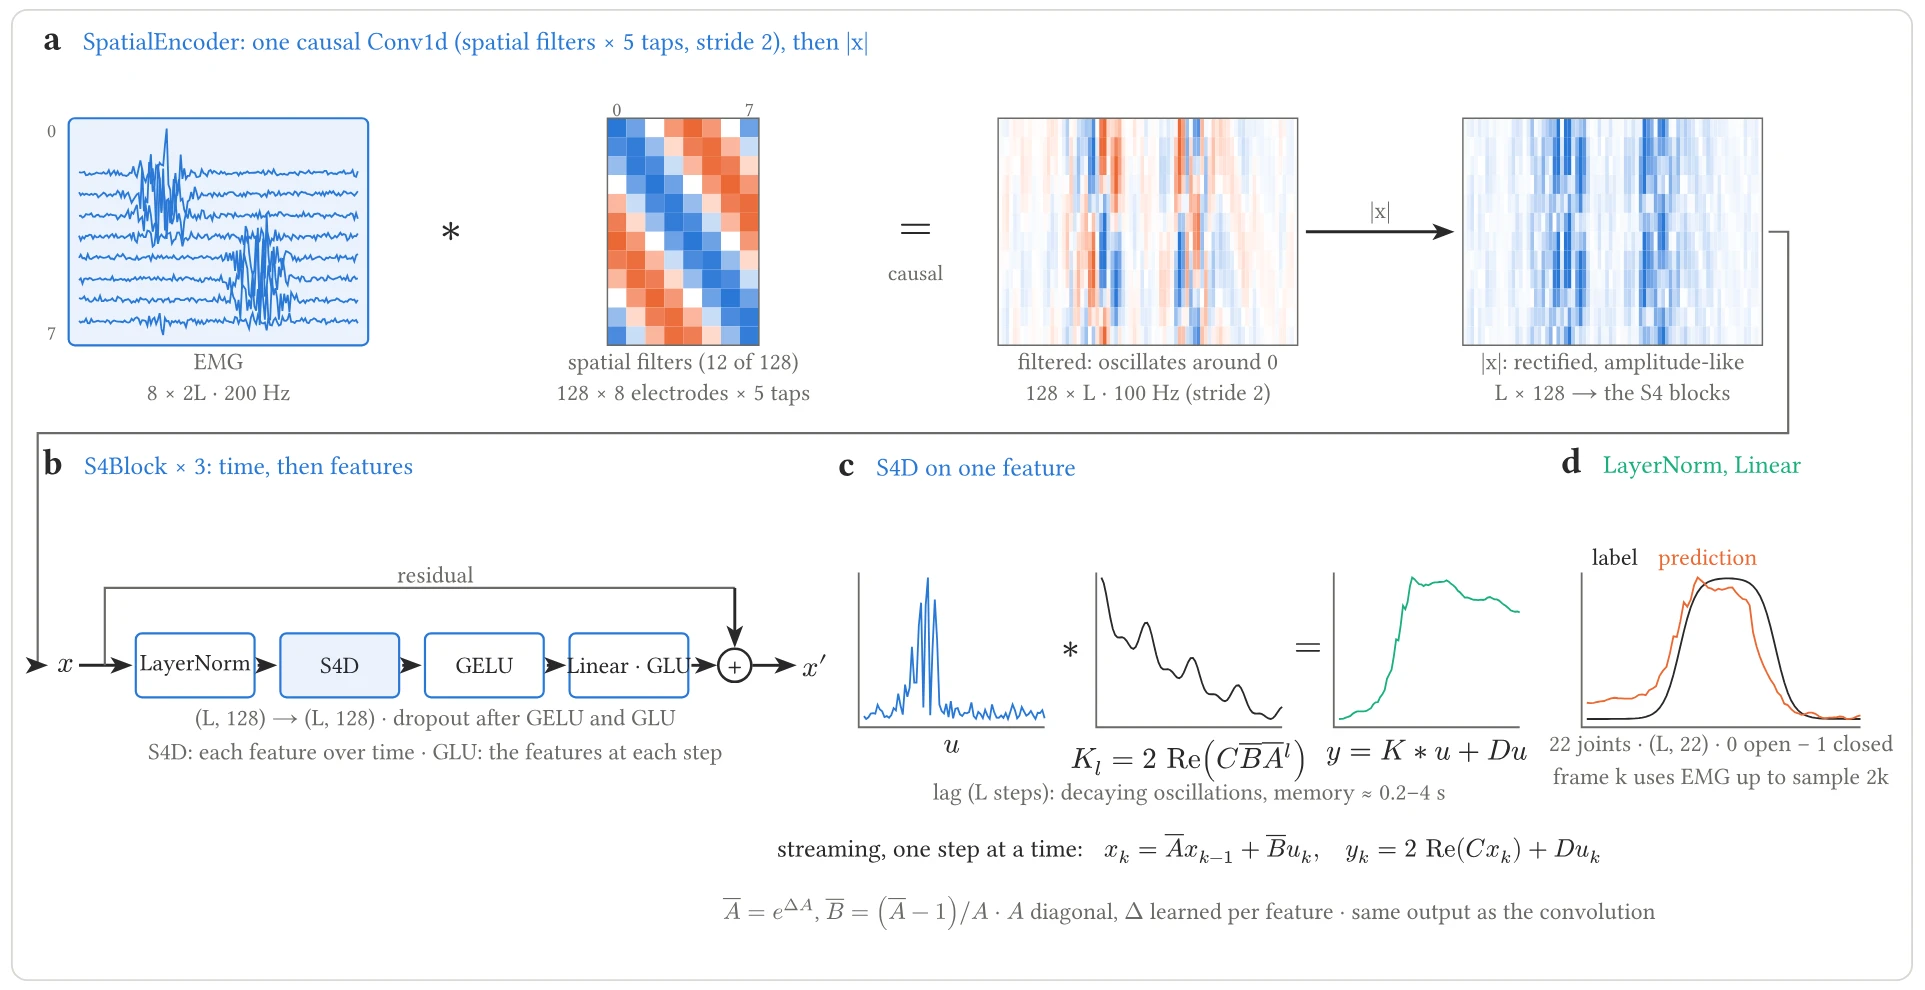 a SpatialEncoder: one causal Conv1d (spatial filters × 5 taps, stride 2), then |x|
0
7
EMG
8 × 2L · 200 Hz
*
0 7
spatial filters (12 of 128)
128 × 8 electrodes × 5 taps
=
causal
filtered: oscillates around 0
128 × L · 100 Hz (stride 2)
|x|
|x|: rectified, amplitude-like
L × 128 → the S4 blocks
b S4Block × 3: time, then features
residual
x LayerNorm S4D GELU Linear · GLU + x′
(L, 128) → (L, 128) · dropout after GELU and GLU
S4D: each feature over time · GLU: the features at each step
c S4D on one feature
* =
u
K_l = 2 Re(C B̅ A̅^l) y = K * u + Du
lag (L steps): decaying oscillations, memory ≈ 0.2–4 s
streaming, one step at a time: x_k = A̅x_{k−1} + B̅u_k, y_k = 2 Re(Cx_k) + Du_k
A̅ = e^{ΔA}, B̅ = (A̅ − 1)/A · A diagonal, Δ learned per feature · same output as the convolution
d LayerNorm, Linear
label prediction
22 joints · (L, 22) · 0 open – 1 closed
frame k uses EMG up to sample 2k